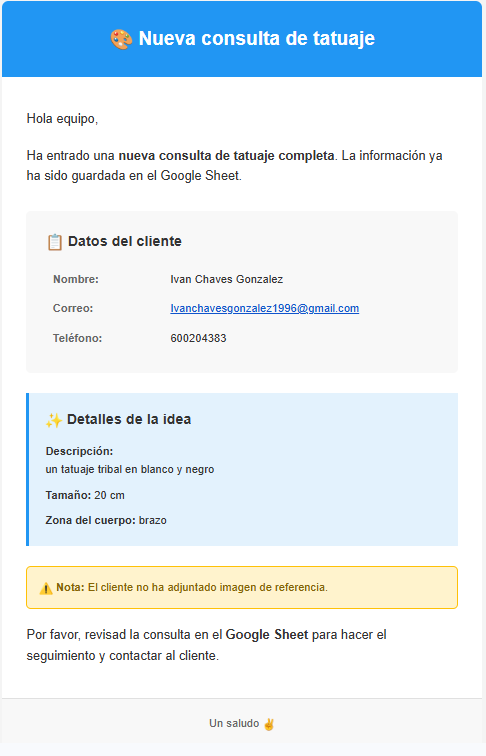 🎨 Nueva consulta de tatuaje
Hola equipo,
Ha entrado una nueva consulta de tatuaje completa. La información ya
ha sido guardada en el Google Sheet.
📋 Datos del cliente
Nombre: Ivan Chaves Gonzalez
Correo: Ivanchavesgonzalez1996@gmail.com
Teléfono: 600204383
✨ Detalles de la idea
Descripción:
un tatuaje tribal en blanco y negro
Tamaño: 20 cm
Zona del cuerpo: brazo
⚠️ Nota: El cliente no ha adjuntado imagen de referencia.
Por favor, revisad la consulta en el Google Sheet para hacer el
seguimiento y contactar al cliente.
Un saludo ✌️